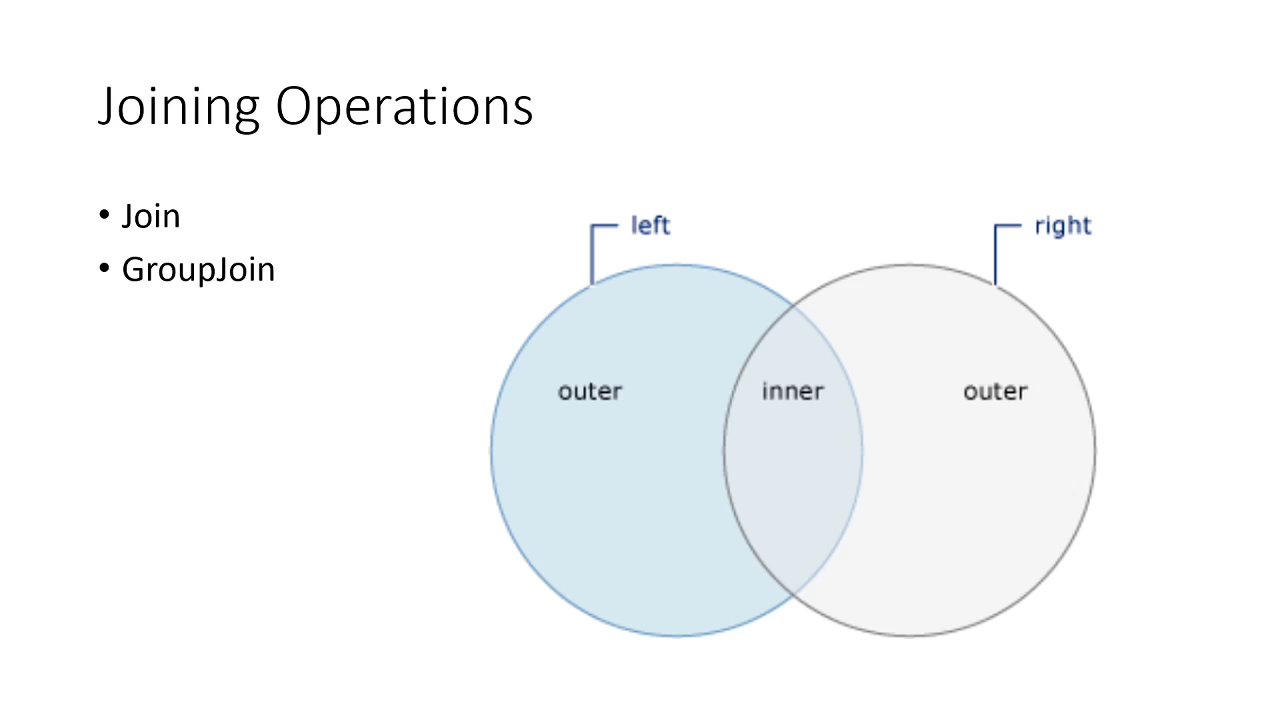 Joining Operations
• Join
• GroupJoin
left
right
outer
inner
outer